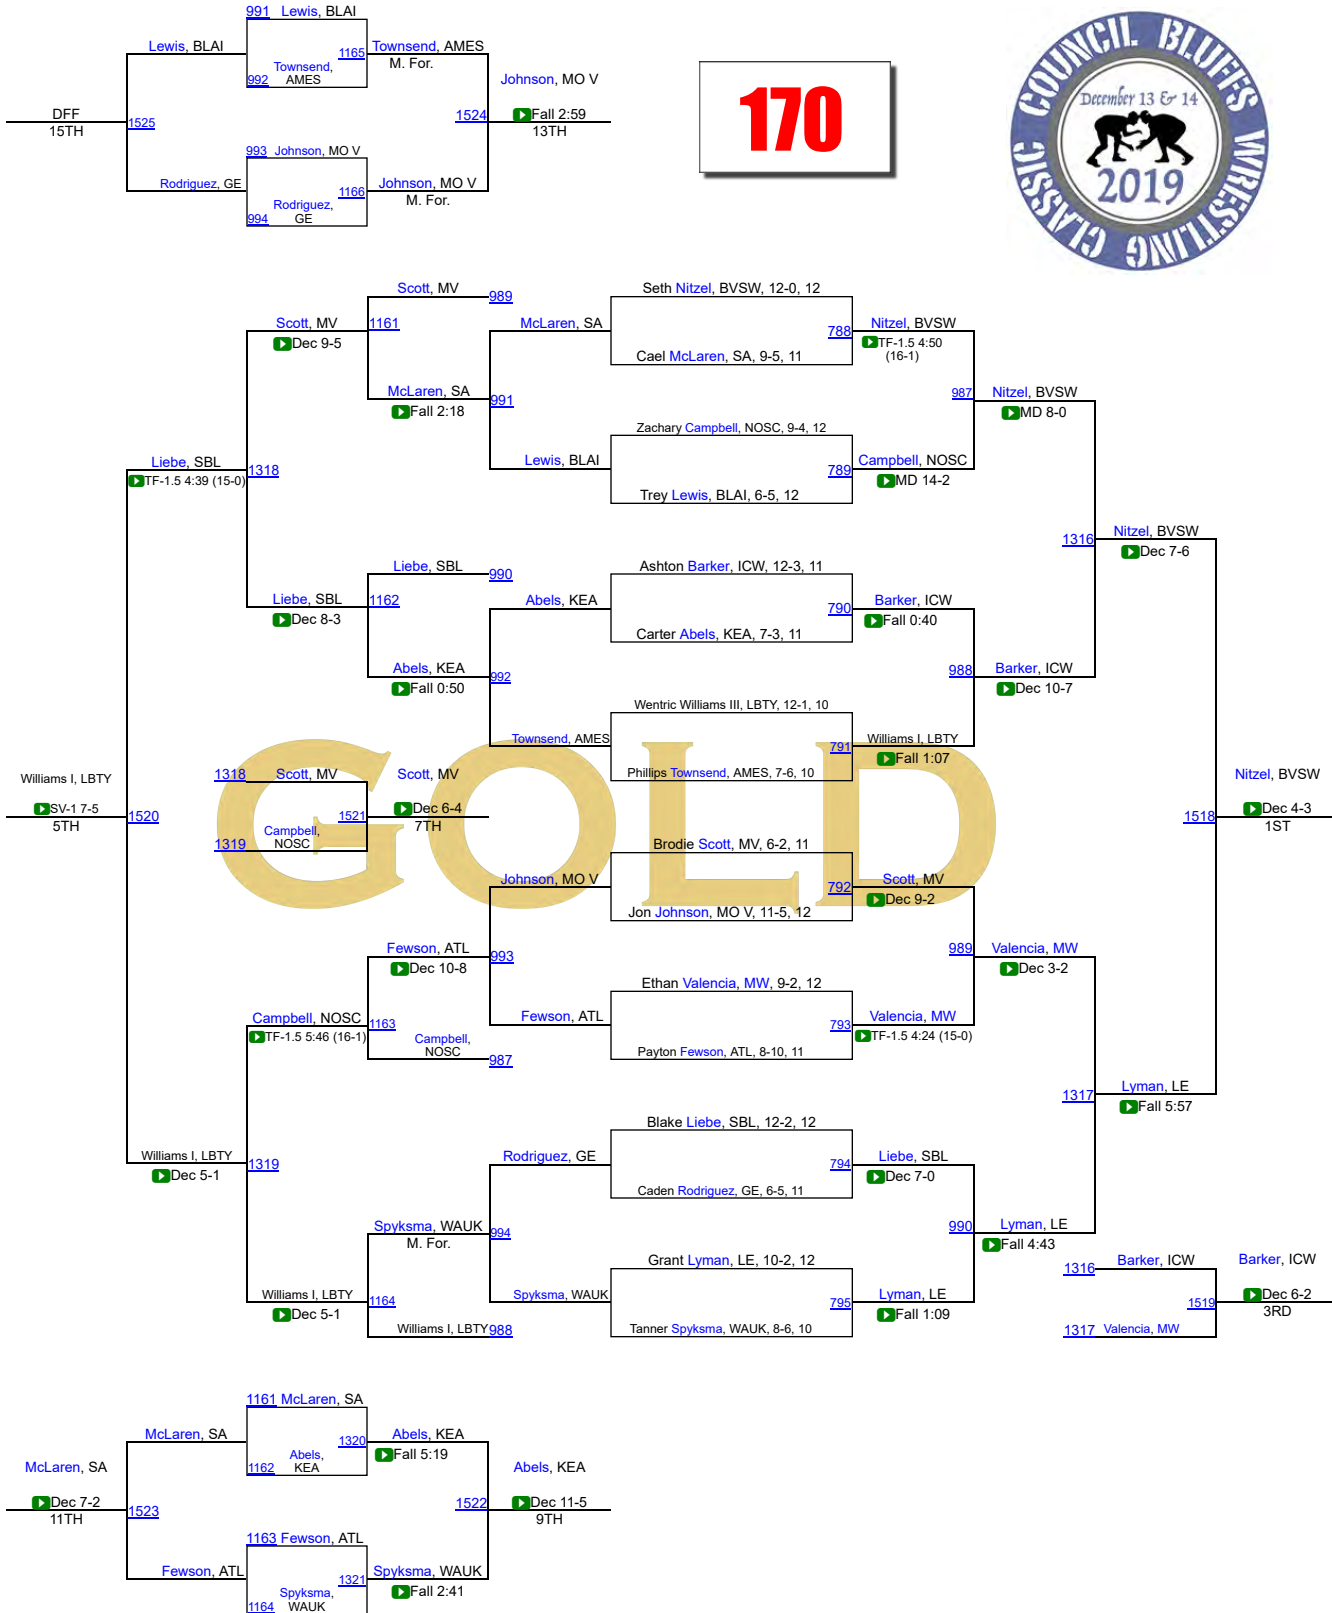 991 Lewis, BLAI
Lewis, BLAI
1165
Townsend, AMES
M. For.
Townsend,
AMES
992
Johnson, MO V
DFF
15TH
1525
1524
Fall 2:59
13TH
993 Johnson, MO V
Rodriguez, GE
1166
Johnson, MO V
M. For.
Rodriguez,
GE
994
170
COUNCIL BLUFFS WRESTLING CLASSIC
December 13 & 14
2019
Scott, MV
989
Seth Nitzel, BVSW, 12-0, 12
Scott, MV
1161
McLaren, SA
788
Nitzel, BVSW
Dec 9-5
TF-1.5 4:50
(16-1)
Cael McLaren, SA, 9-5, 11
McLaren, SA
991
987
Nitzel, BVSW
Fall 2:18
MD 8-0
Zachary Campbell, NOSC, 9-4, 12
Liebe, SBL
1318
Lewis, BLAI
789
Campbell, NOSC
TF-1.5 4:39 (15-0)
MD 14-2
Trey Lewis, BLAI, 6-5, 12
1316
Nitzel, BVSW
Dec 7-6
Liebe, SBL
990
Ashton Barker, ICW, 12-3, 11
Liebe, SBL
1162
Abels, KEA
790
Barker, ICW
Dec 8-3
Fall 0:40
Carter Abels, KEA, 7-3, 11
Abels, KEA
992
988
Barker, ICW
Fall 0:50
Dec 10-7
Wentric Williams III, LBTY, 12-1, 10
Townsend, AMES
791
Williams I, LBTY
Fall 1:07
Phillips Townsend, AMES, 7-6, 10
GOLD
Williams I, LBTY
1318
Scott, MV
Scott, MV
Nitzel, BVSW
SV-1 7-5
5TH
1520
1521
Dec 6-4
7TH
1518
Dec 4-3
1ST
Campbell,
NOSC
1319
Brodie Scott, MV, 6-2, 11
Johnson, MO V
792
Scott, MV
Dec 9-2
Jon Johnson, MO V, 11-5, 12
Fewson, ATL
993
989
Valencia, MW
Dec 10-8
Dec 3-2
Ethan Valencia, MW, 9-2, 12
Campbell, NOSC
1163
Fewson, ATL
793
Valencia, MW
TF-1.5 5:46 (16-1)
TF-1.5 4:24 (15-0)
Campbell,
NOSC
987
Payton Fewson, ATL, 8-10, 11
1317
Lyman, LE
Fall 5:57
Blake Liebe, SBL, 12-2, 12
Williams I, LBTY
1319
Rodriguez, GE
794
Liebe, SBL
Dec 5-1
Dec 7-0
Caden Rodriguez, GE, 6-5, 11
Spyksma, WAUK
994
990
Lyman, LE
M. For.
Fall 4:43
Grant Lyman, LE, 10-2, 12
1316
Barker, ICW
Barker, ICW
Williams I, LBTY
1164
Spyksma, WAUK
795
Lyman, LE
1519
Dec 6-2
3RD
Dec 5-1
Fall 1:09
Williams I, LBTY
988
Tanner Spyksma, WAUK, 8-6, 10
1317
Valencia, MW
1161 McLaren, SA
McLaren, SA
1320
Abels, KEA
Fall 5:19
Abels,
KEA
1162
McLaren, SA
Abels, KEA
Dec 7-2
11TH
1523
1522
Dec 11-5
9TH
1163 Fewson, ATL
Fewson, ATL
1321
Spyksma, WAUK
Fall 2:41
Spyksma,
WAUK
1164